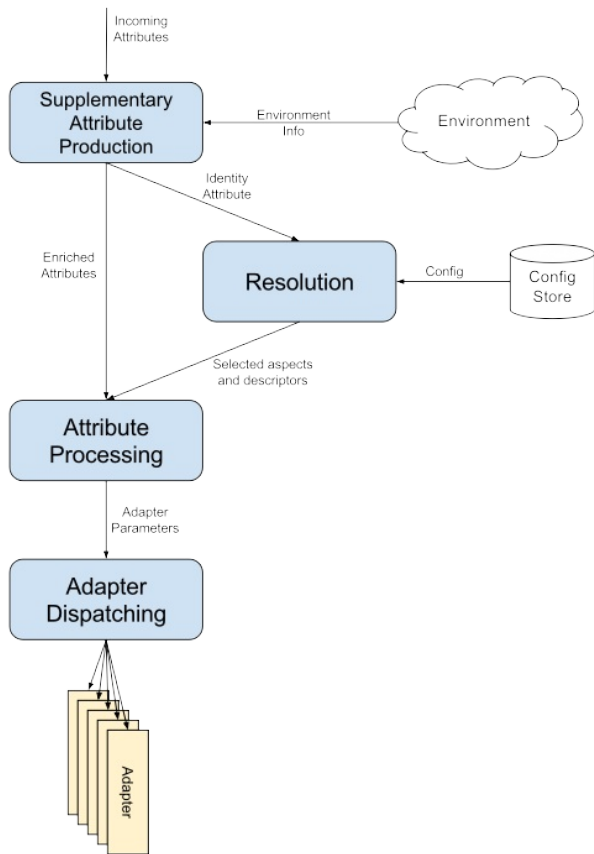 Incoming
Attributes
Supplementary
Attribute
Production
Environment
Info
Environment
Identity
Attribute
Enriched
Attributes
Resolution
Config
Config
Store
Selected aspects
and descriptors
Attribute
Processing
Adapter
Parameters
Adapter
Dispatching
Adapter